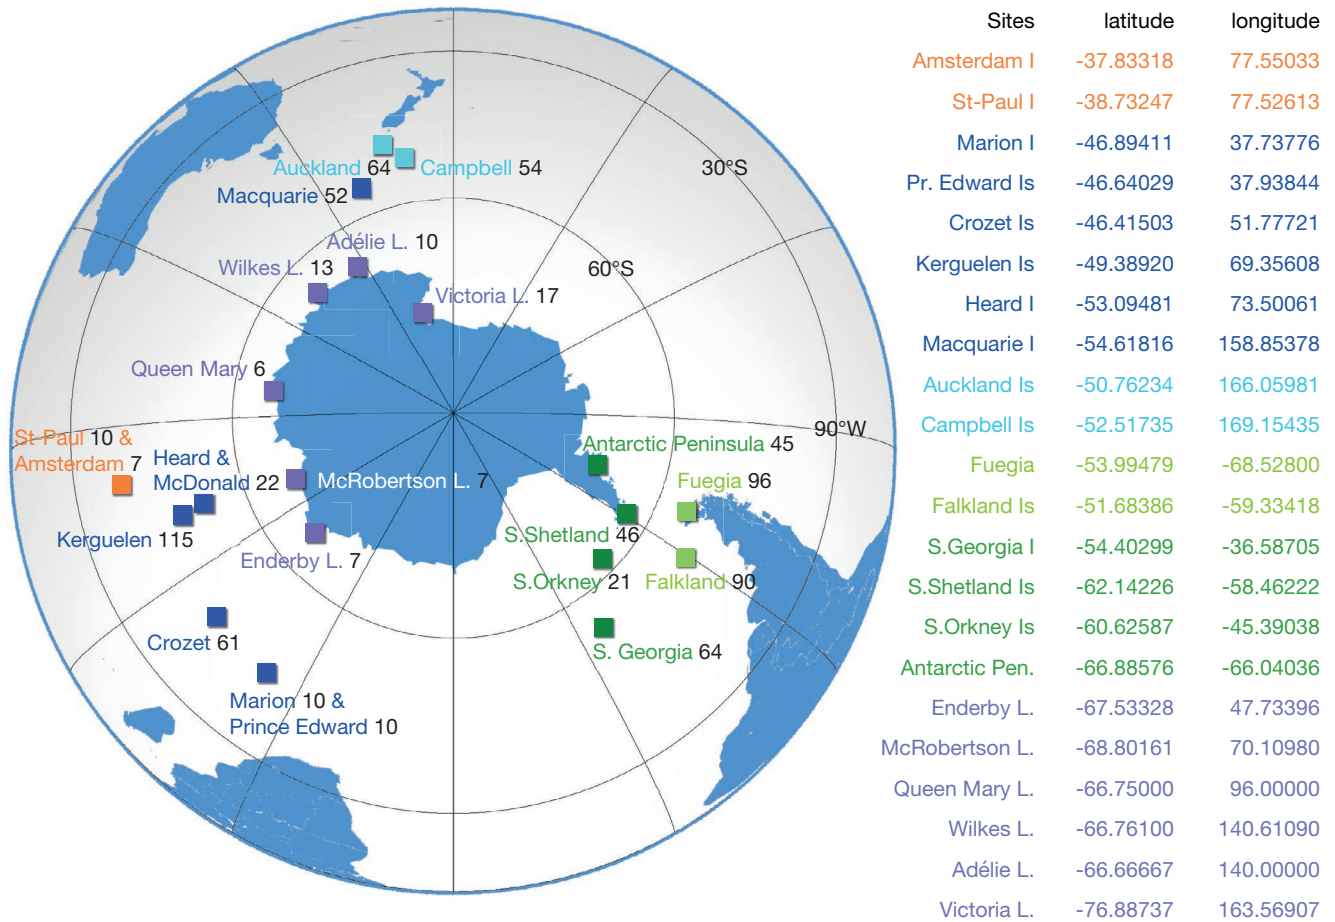 Auckland 64
Campbell 54
Macquarie 52
30°S
Adélie L. 10
Wilkes L. 13
60°S
Victoria L. 17
Queen Mary 6
90°W
St-Paul 10 &
Amsterdam 7
Heard &
McDonald 22
Kerguelen 115
McRobertson L. 7
Enderby L. 7
Antarctic Peninsula 45
Fuegia 96
S.Shetland 46
S.Orkney 21
Falkland 90
S. Georgia 64
Crozet 61
Marion 10 &
Prince Edward 10
Sites latitude longitude
Amsterdam I -37.83318 77.55033
St-Paul I -38.73247 77.52613
Marion I -46.89411 37.73776
Pr. Edward Is -46.64029 37.93844
Crozet Is -46.41503 51.77721
Kerguelen Is -49.38920 69.35608
Heard I -53.09481 73.50061
Macquarie I -54.61816 158.85378
Auckland Is -50.76234 166.05981
Campbell Is -52.51735 169.15435
Fuegia -53.99479 -68.52800
Falkland Is -51.68386 -59.33418
S.Georgia I -54.40299 -36.58705
S.Shetland Is -62.14226 -58.46222
S.Orkney Is -60.62587 -45.39038
Antarctic Pen. -66.88576 -66.04036
Enderby L. -67.53328 47.73396
McRobertson L. -68.80161 70.10980
Queen Mary L. -66.75000 96.00000
Wilkes L. -66.76100 140.61090
Adélie L. -66.66667 140.00000
Victoria L. -76.88737 163.56907